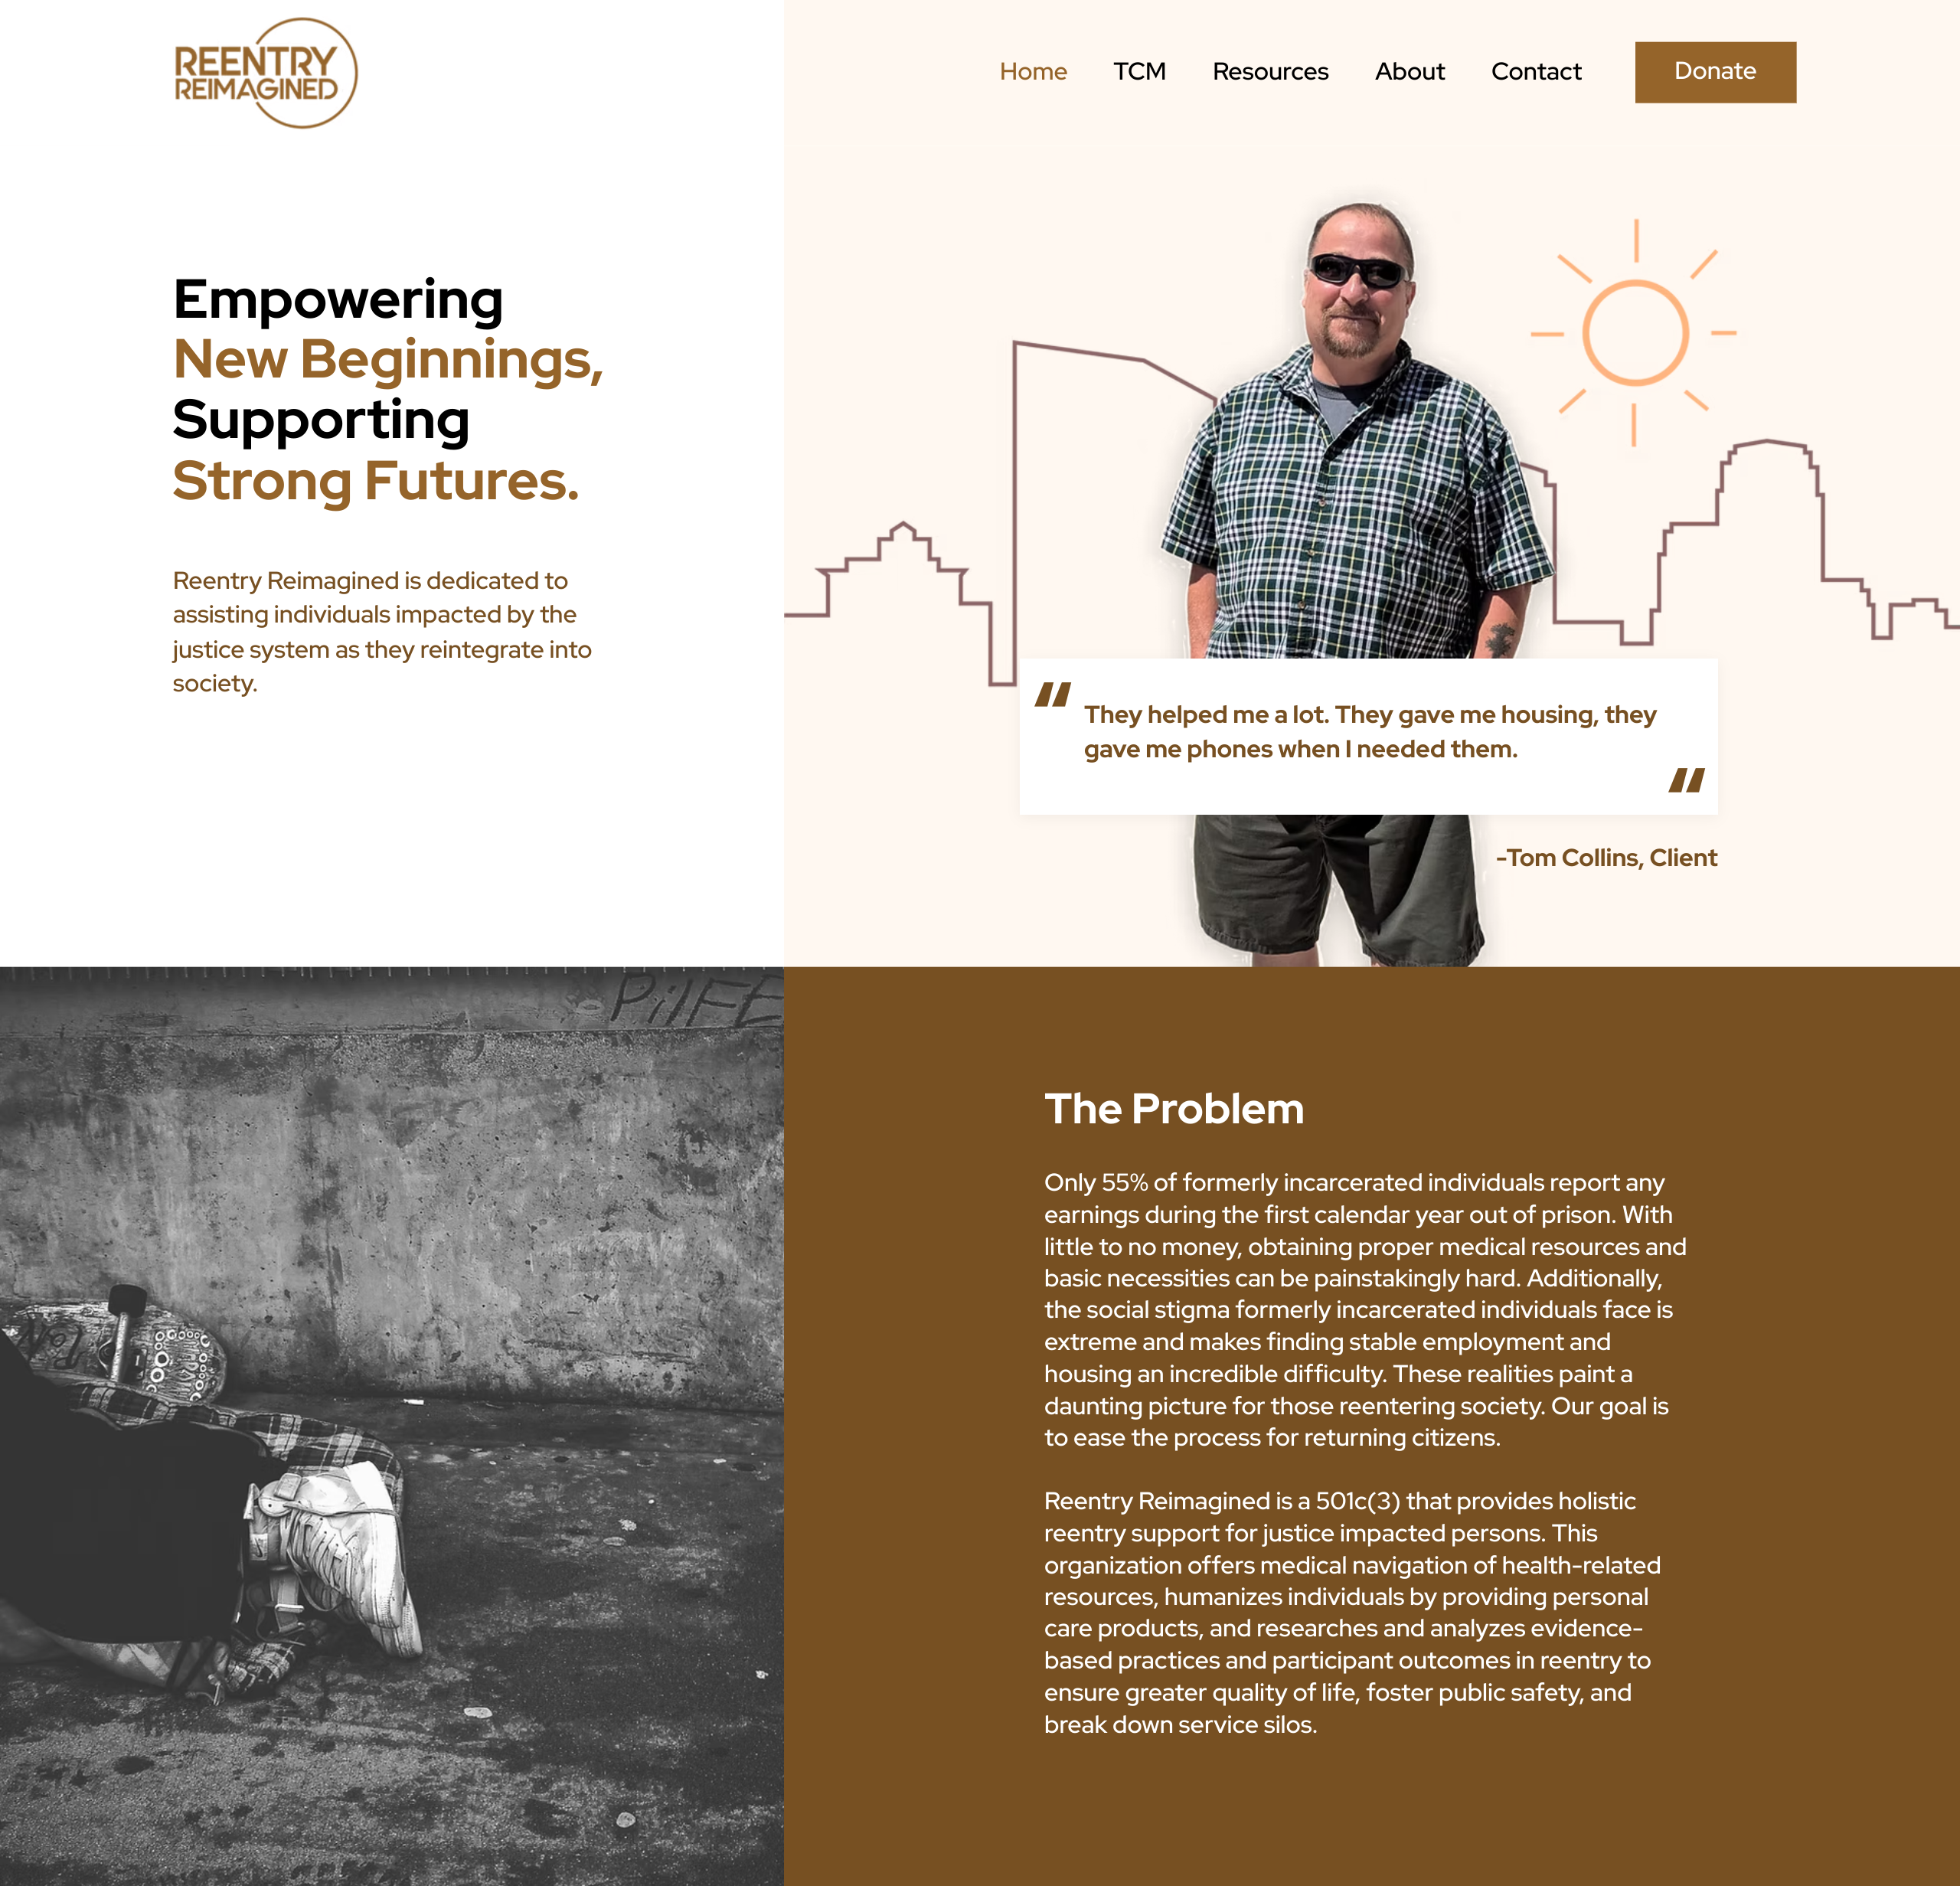 REENTRY
REIMAGINED
Home TCM Resources About Contact Donate
Empowering
New Beginnings,
Supporting
Strong Futures.
Reentry Reimagined is dedicated to
assisting individuals impacted by the
justice system as they reintegrate into
society.
"They helped me a lot. They gave me housing, they
gave me phones when I needed them."
-Tom Collins, Client
The Problem
Only 55% of formerly incarcerated individuals report any
earnings during the first calendar year out of prison. With
little to no money, obtaining proper medical resources and
basic necessities can be painstakingly hard. Additionally,
the social stigma formerly incarcerated individuals face is
extreme and makes finding stable employment and
housing an incredible difficulty. These realities paint a
daunting picture for those reentering society. Our goal is
to ease the process for returning citizens.
Reentry Reimagined is a 501c(3) that provides holistic
reentry support for justice impacted persons. This
organization offers medical navigation of health-related
resources, humanizes individuals by providing personal
care products, and researches and analyzes evidence-
based practices and participant outcomes in reentry to
ensure greater quality of life, foster public safety, and
break down service silos.